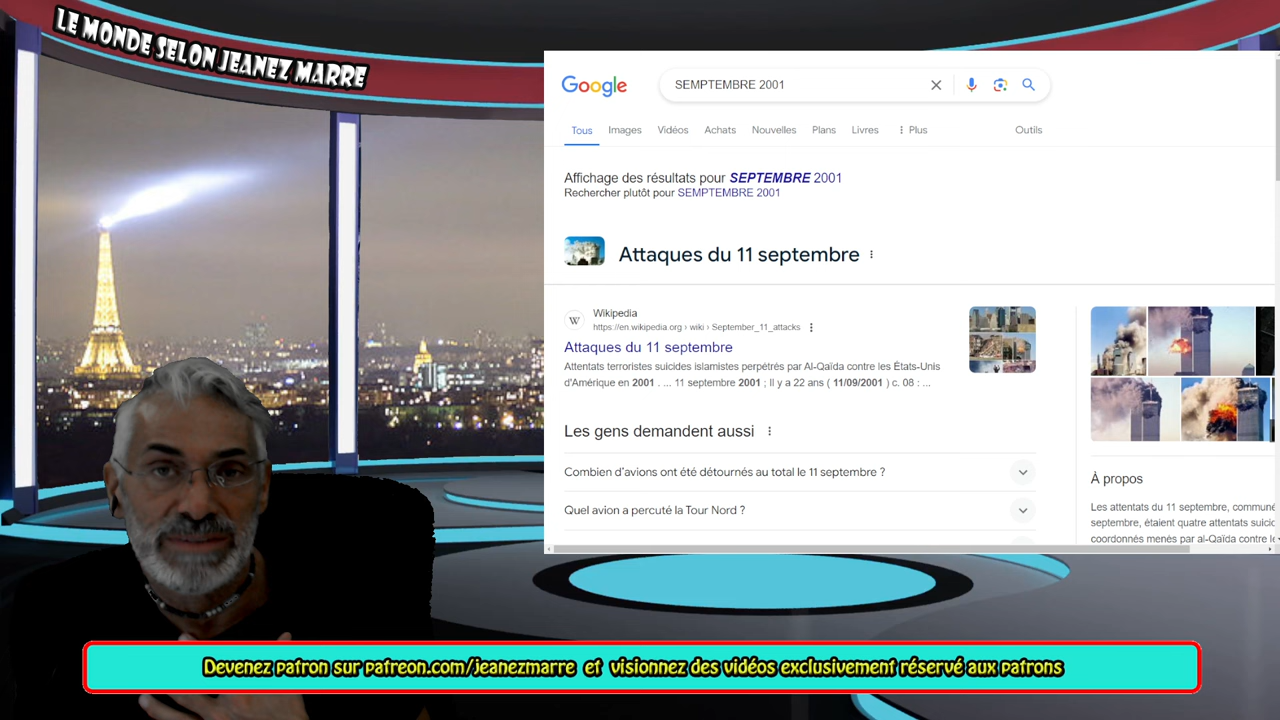 LE MONDE SELON JEANEZ MARRE
Google
SEMPTEMBRE 2001
Tous Images Vidéos Achats Nouvelles Plans Livres Plus Outils
Affichage des résultats pour SEPTEMBRE 2001
Rechercher plutôt pour SEMPTEMBRE 2001
Attaques du 11 septembre
W
Wikipedia
https://en.wikipedia.org › wiki › September_11_attacks
Attaques du 11 septembre
Attentats terroristes suicides islamistes perpétrés par Al-Qaïda contre les États-Unis
d'Amérique en 2001 . ... 11 septembre 2001 ; Il y a 22 ans ( 11/09/2001 ) c. 08 : ...
Les gens demandent aussi
Combien d'avions ont été détournés au total le 11 septembre ?
Quel avion a percuté la Tour Nord ?
À propos
Les attentats du 11 septembre, communé
septembre, étaient quatre attentats suicid
coordonnés menés par al-Qaïda contre le
Devenez patron sur patreon.com/jeanezmarre et visionnez des vidéos exclusivement réservé aux patrons